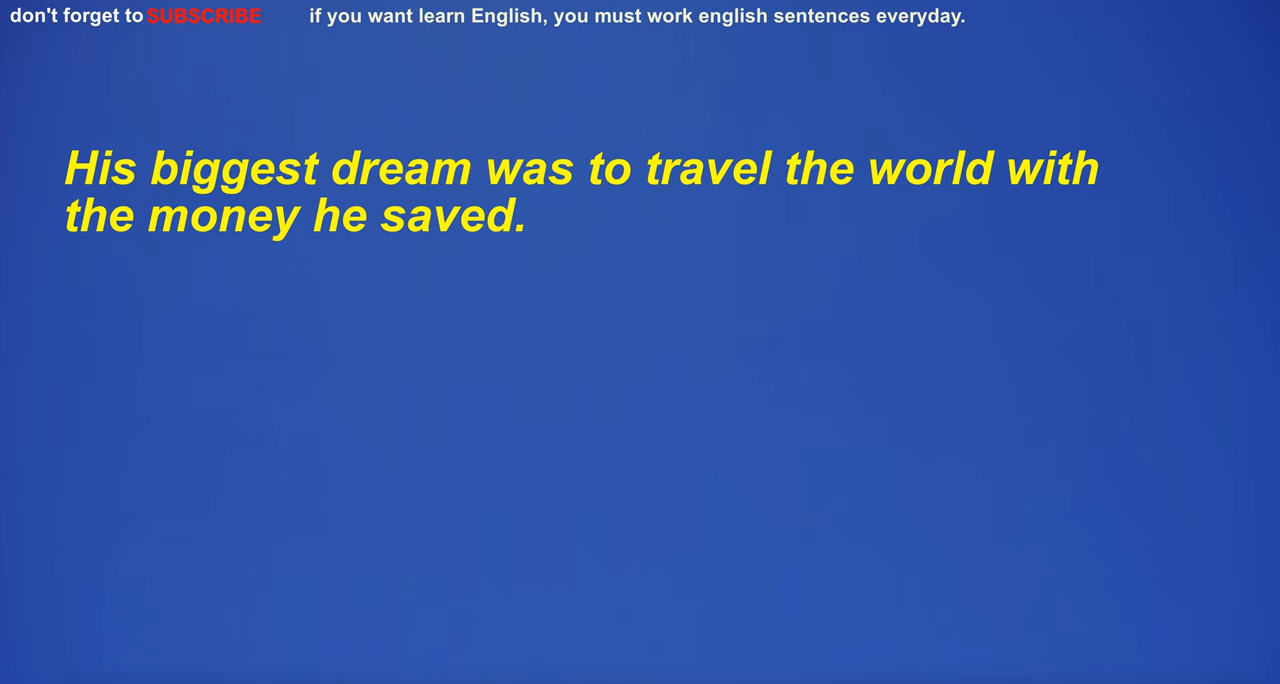 don't forget to SUBSCRIBE if you want learn English, you must work english sentences everyday.
His biggest dream was to travel the world with
the money he saved.